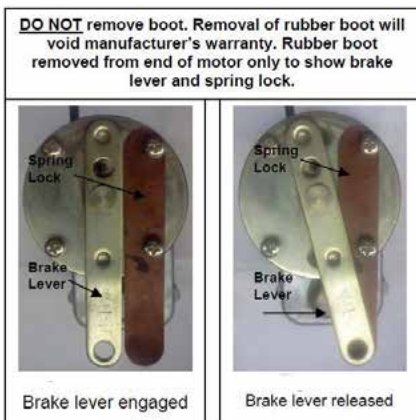 DO NOT remove boot. Removal of rubber boot will
void manufacturer's warranty. Rubber boot
removed from end of motor only to show brake
lever and spring lock.
Spring
Lock
Brake
Lever
Brake lever engaged
Spring
Lock
Brake
Lever
Brake lever released